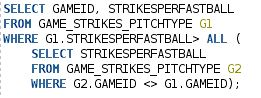 SELECT GAMEID, STRIKESPERFASTBALL
FROM GAME_STRIKES_PITCHTYPE G1
WHERE G1.STRIKESPERFASTBALL> ALL (
SELECT STRIKESPERFASTBALL
FROM GAME_STRIKES_PITCHTYPE G2
WHERE G2.GAMEID <> G1.GAMEID);